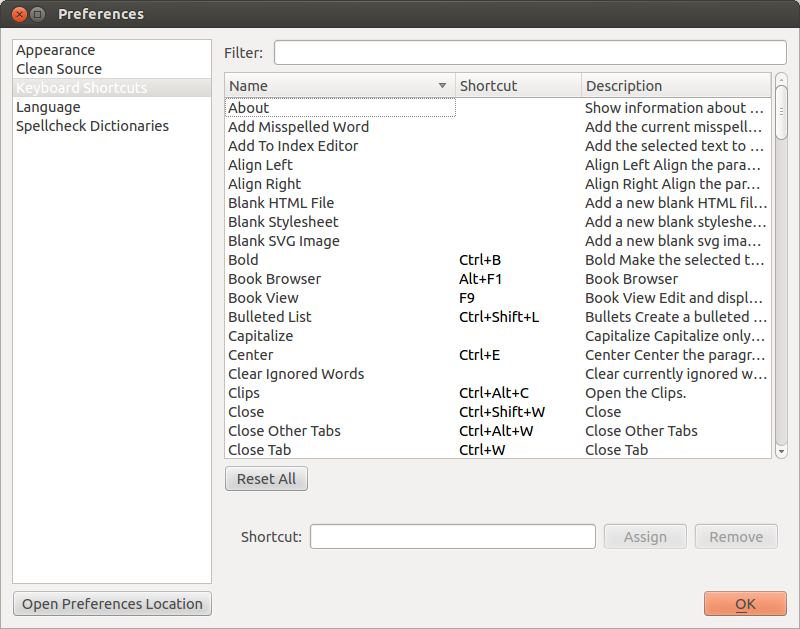 Preferences
Appearance
Clean Source
Keyboard Shortcuts
Language
Spellcheck Dictionaries
Filter:
Name Shortcut Description
About Show information about ...
Add Misspelled Word Add the current misspell...
Add To Index Editor Add the selected text to ...
Align Left Align Left Align the para...
Align Right Align Right Align the par...
Blank HTML File Add a new blank HTML fil...
Blank Stylesheet Add a new blank styleshe...
Blank SVG Image Add a new blank svg ima...
Bold Ctrl+B Bold Make the selected t...
Book Browser Alt+F1 Book Browser
Book View F9 Book View Edit and displ...
Bulleted List Ctrl+Shift+L Bullets Create a bulleted ...
Capitalize Capitalize Capitalize only...
Center Ctrl+E Center Center the paragr...
Clear Ignored Words Clear currently ignored w...
Clips Ctrl+Alt+C Open the Clips.
Close Ctrl+Shift+W Close
Close Other Tabs Ctrl+Alt+W Close Other Tabs
Close Tab Ctrl+W Close Tab
Reset All
Shortcut: Assign Remove
Open Preferences Location OK